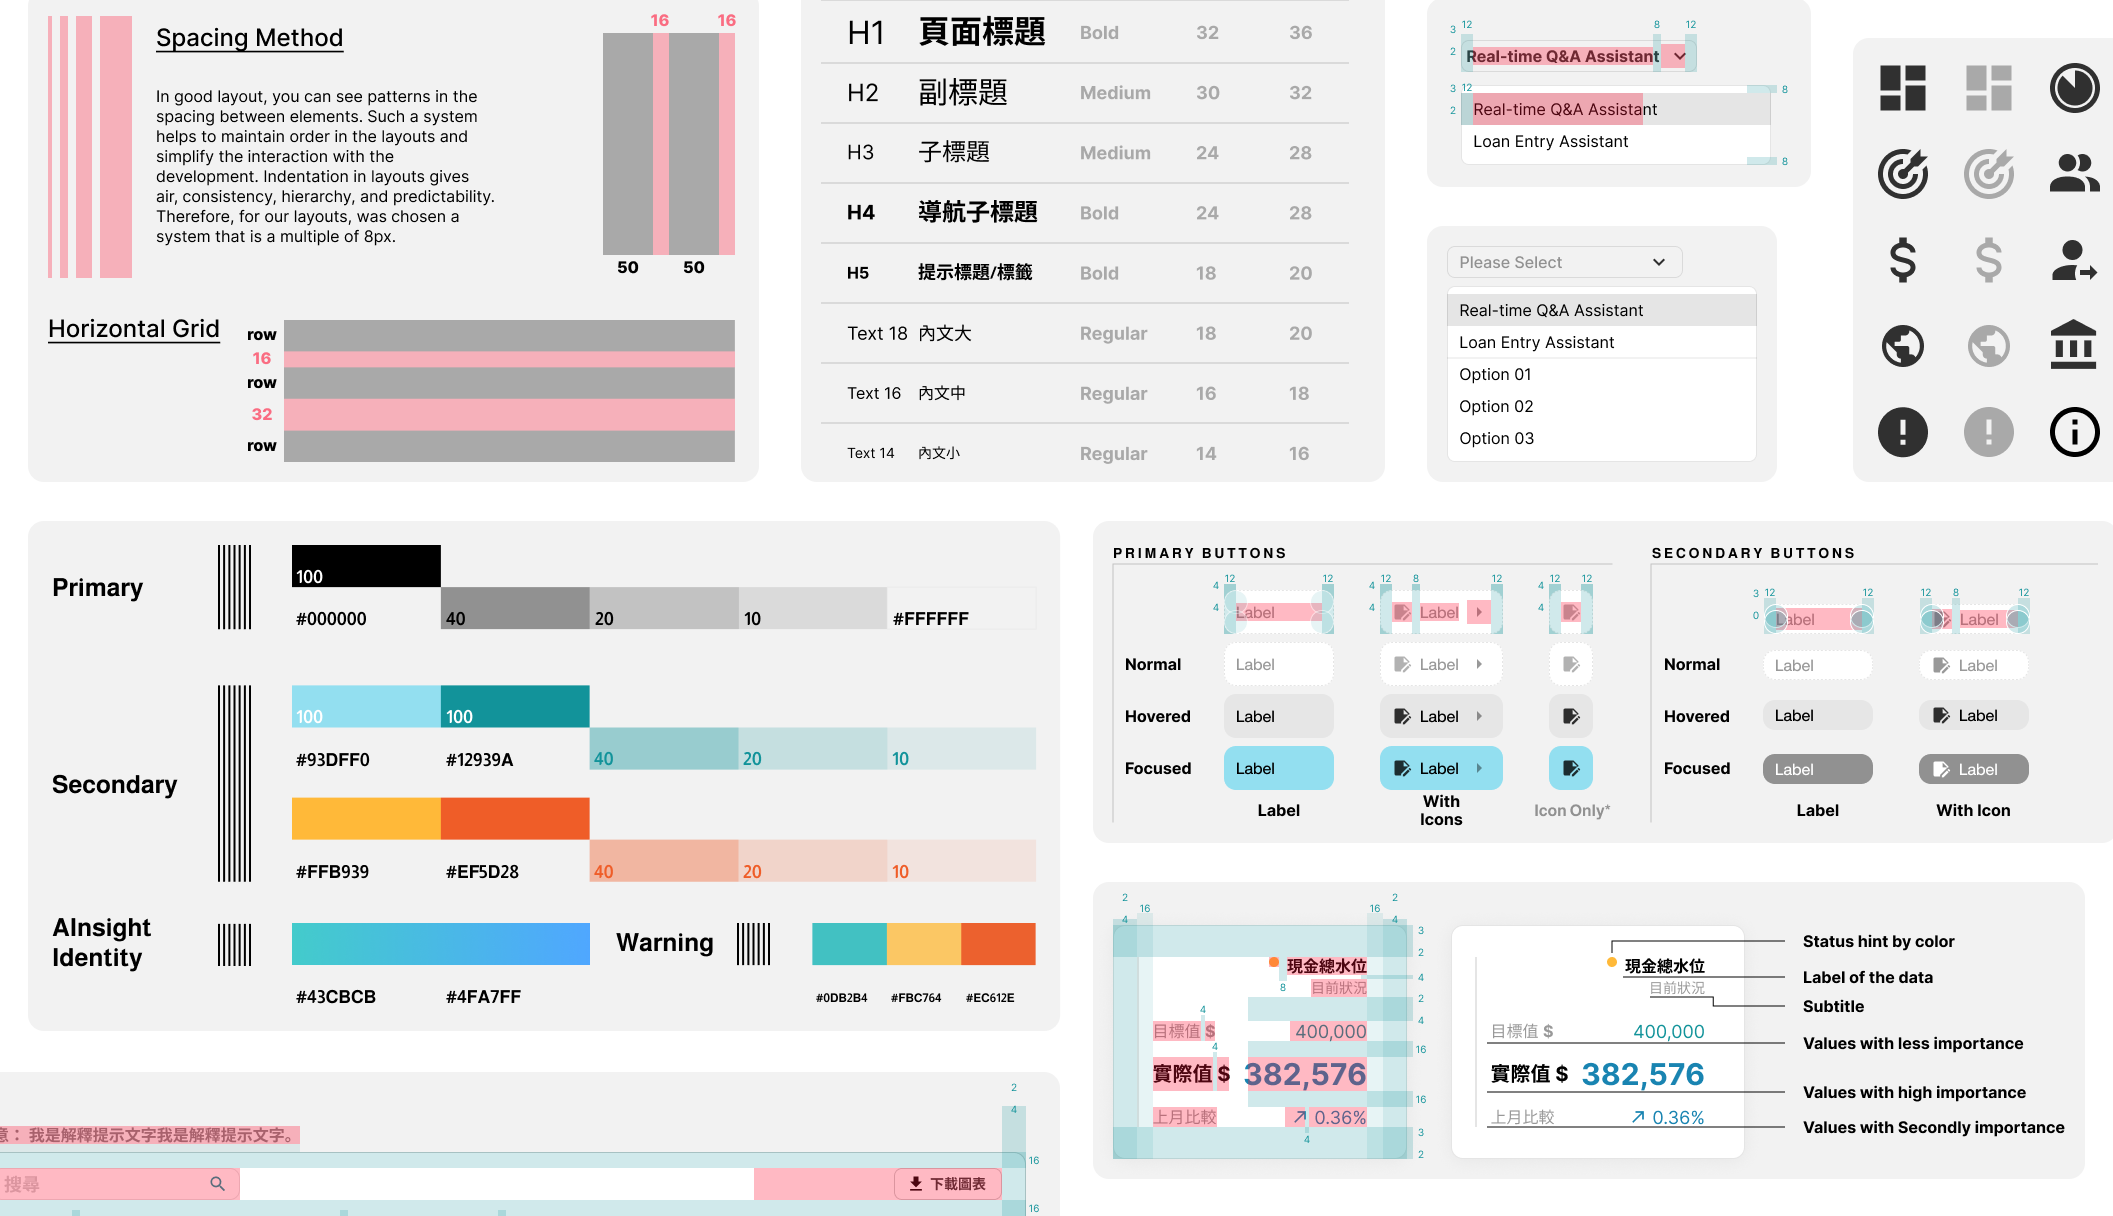 Spacing Method
In good layout, you can see patterns in the
spacing between elements. Such a system
helps to maintain order in the layouts and
simplify the interaction with the
development. Indentation in layouts gives
air, consistency, hierarchy, and predictability.
Therefore, for our layouts, was chosen a
system that is a multiple of 8px.
16 16
50 50
Horizontal Grid
row
16
row
32
row
H1 頁面標題 Bold 32 36
H2 副標題 Medium 30 32
H3 子標題 Medium 24 28
H4 導航子標題 Bold 24 28
H5 提示標題/標籤 Bold 18 20
Text 18 內文大 Regular 18 20
Text 16 內文中 Regular 16 18
Text 14 內文小 Regular 14 16
12 8 12
3
2
Real-time Q&A Assistant
3 12 8
2
Real-time Q&A Assistant
Loan Entry Assistant
8
Please Select
Real-time Q&A Assistant
Loan Entry Assistant
Option 01
Option 02
Option 03
Primary
100
#000000 40 20 10 #FFFFFF
Secondary
100 100
#93DFF0 #12939A 40 20 10
#FFB939 #EF5D28 40 20 10
AInsight
Identity
#43CBCB #4FA7FF
Warning
#0DB2B4 #FBC764 #EC612E
PRIMARY BUTTONS
12 12 12 8 12 12 12
4 4 4
4 4 4
Label Label
Normal Label Label
Hovered Label Label
Focused Label Label
Label With
Icons
Icon Only*
SECONDARY BUTTONS
3 12 12 12 8 12
0
Label Label
Normal Label Label
Hovered Label Label
Focused Label Label
Label With Icon
2 2
16 16
4 4
3
2
現金總水位
4
8 目前狀況
2
4
4
目標值 $ 400,000
4 16
實際值 $ 382,576
16
上月比較 0.36%
4
3
2
現金總水位
目前狀況
目標值 $ 400,000
實際值 $ 382,576
上月比較 0.36%
Status hint by color
Label of the data
Subtitle
Values with less importance
Values with high importance
Values with Secondly importance
2
4
意： 我是解釋提示文字我是解釋提示文字。
16
搜尋
下載圖表
16